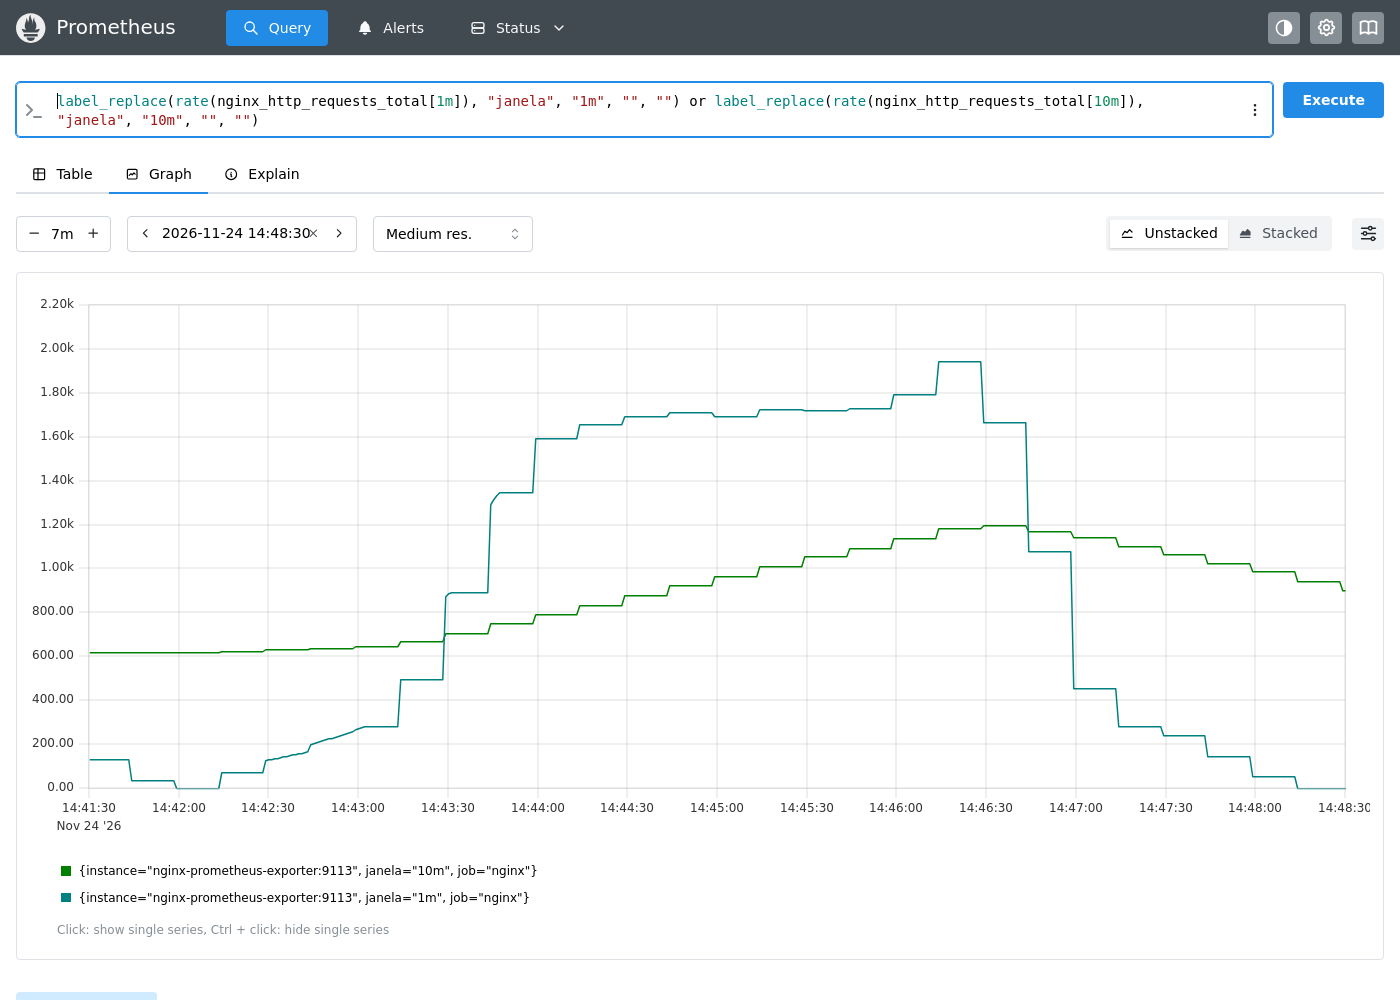 Prometheus
Query
Alerts
Status
label_replace(rate(nginx_http_requests_total[1m]), "janela", "1m", "", "") or label_replace(rate(nginx_http_requests_total[10m]),
"janela", "10m", "", "")
Execute
Table
Graph
Explain
7m
2026-11-24 14:48:30
Medium res.
Unstacked
Stacked
2.20k
2.00k
1.80k
1.60k
1.40k
1.20k
1.00k
800.00
600.00
400.00
200.00
0.00
14:41:30 14:42:00 14:42:30 14:43:00 14:43:30 14:44:00 14:44:30 14:45:00 14:45:30 14:46:00 14:46:30 14:47:00 14:47:30 14:48:00 14:48:30
Nov 24 '26
{instance="nginx-prometheus-exporter:9113", janela="10m", job="nginx"}
{instance="nginx-prometheus-exporter:9113", janela="1m", job="nginx"}
Click: show single series, Ctrl + click: hide single series